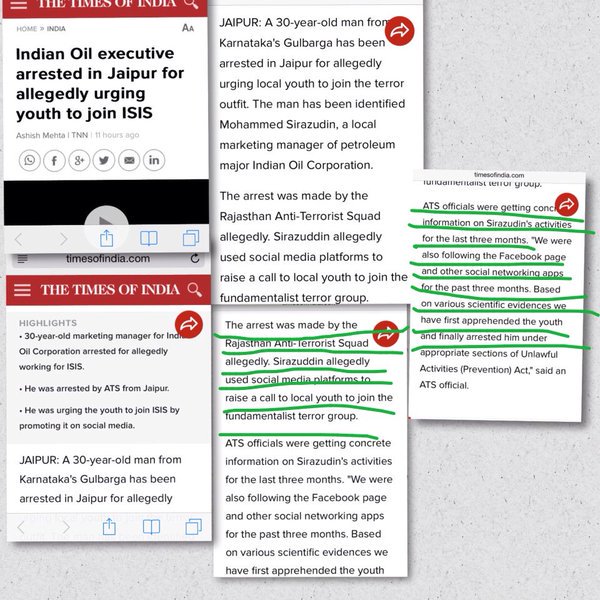 THE TIMES OF INDIA
HOME » INDIA AA
Indian Oil executive
arrested in Jaipur for
allegedly urging
youth to join ISIS
Ashish Mehta | TNN | 11 hours ago
timesofindia.com
THE TIMES OF INDIA
HIGHLIGHTS
• 30-year-old marketing manager for
Oil Corporation arrested for allegedly
working for ISIS.
• He was arrested by ATS from Jaipur.
• He was urging the youth to join ISIS by
promoting it on social media.
JAIPUR: A 30-year-old man from
Karnataka's Gulbarga has been
arrested in Jaipur for allegedly
JAIPUR: A 30-year-old man from
Karnataka's Gulbarga has been
arrested in Jaipur for allegedly
urging local youth to join the terror
outfit. The man has been identified
Mohammed Sirazudin, a local
marketing manager of petroleum
major Indian Oil Corporation.
The arrest was made by the
Rajasthan Anti-Terrorist Squad
allegedly. Sirazuddin allegedly
used social media platforms to
raise a call to local youth to join the
fundamentalist terror group.
The arrest was made by the
Rajasthan Anti-Terrorist Squad
allegedly. Sirazuddin allegedly
used social media platforms to
raise a call to local youth to join the
fundamentalist terror group.
ATS officials were getting concrete
information on Sirazudin's activities
for the last three months. "We were
also following the Facebook page
and other social networking apps
for the past three months. Based
on various scientific evidences we
have first apprehended the youth
timesofindia.com
fundamentalist terror group.
ATS officials were getting
information on Sirazudin's activities
for the last three months. "We were
also following the Facebook page
and other social networking apps
for the past three months. Based
on various scientific evidences we
have first apprehended the youth
and finally arrested him under
appropriate sections of Unlawful
Activities (Prevention) Act," said an
ATS official.